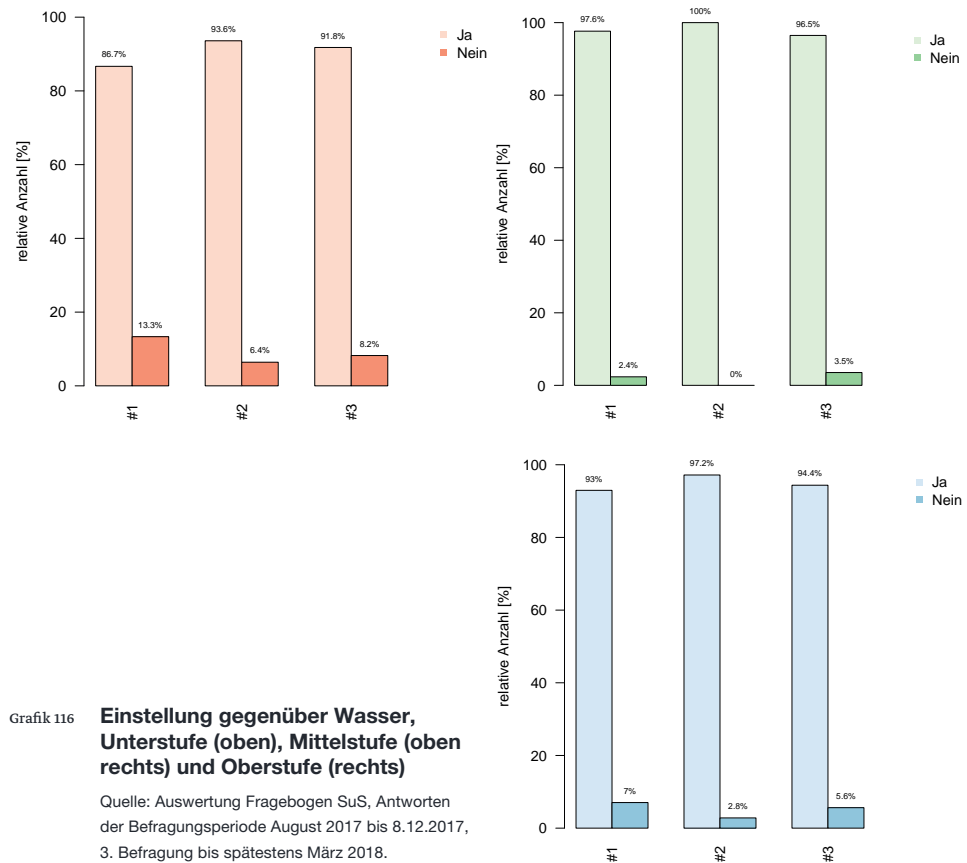 100
80
60
40
20
0
relative Anzahl [%]
86.7%
13.3%
93.6%
6.4%
91.8%
8.2%
#1
#2
#3
Ja
Nein
100
80
60
40
20
0
relative Anzahl [%]
97.6%
2.4%
100%
0%
96.5%
3.5%
#1
#2
#3
Ja
Nein
100
80
60
40
20
0
relative Anzahl [%]
93%
7%
97.2%
2.8%
94.4%
5.6%
#1
#2
#3
Ja
Nein
Grafik 116
Einstellung gegenüber Wasser,
Unterstufe (oben), Mittelstufe (oben
rechts) und Oberstufe (rechts)
Quelle: Auswertung Fragebogen SuS, Antworten
der Befragungsperiode August 2017 bis 8.12.2017,
3. Befragung bis spätestens März 2018.